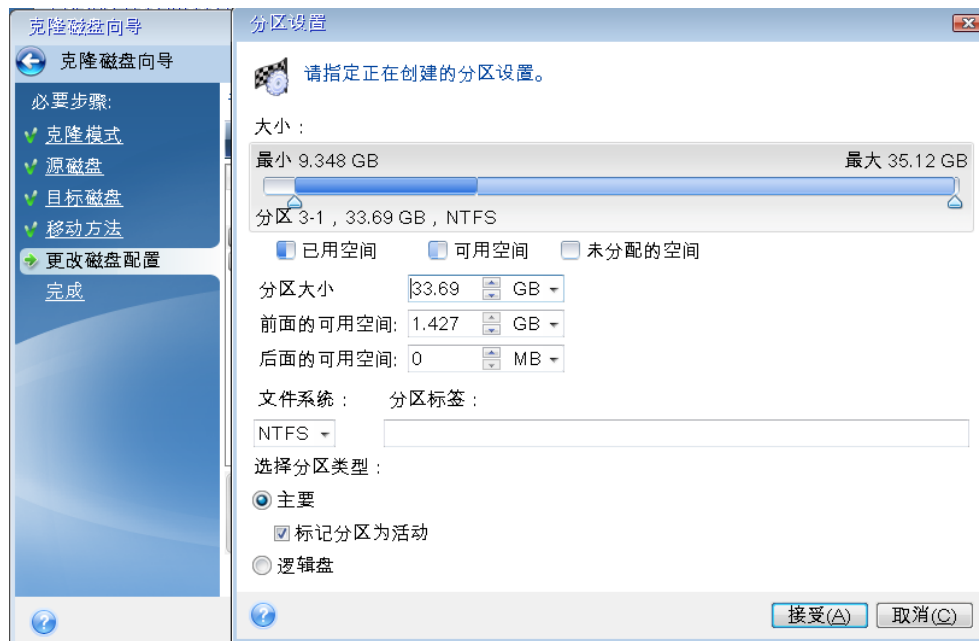 克隆磁盘向导
克隆磁盘向导
必要步骤:
克隆模式
源磁盘
目标磁盘
移动方法
更改磁盘配置
完成
分区设置
请指定正在创建的分区设置。
大小：
最小 9.348 GB 最大 35.12 GB
分区 3-1 , 33.69 GB , NTFS
已用空间 可用空间 未分配的空间
分区大小 33.69 GB
前面的可用空间: 1.427 GB
后面的可用空间: 0 MB
文件系统： 分区标签：
NTFS
选择分区类型：
主要
标记分区为活动
逻辑盘
接受(A) 取消(C)